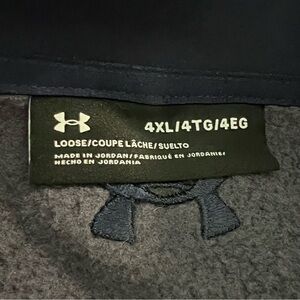 4XL/4TG/4EG
LOOSE/COUPE LÂCHE/SUELTO
MADE IN JORDAN/FABRIQUÉ EN JORDANIE/
HECHO EN JORDANIA